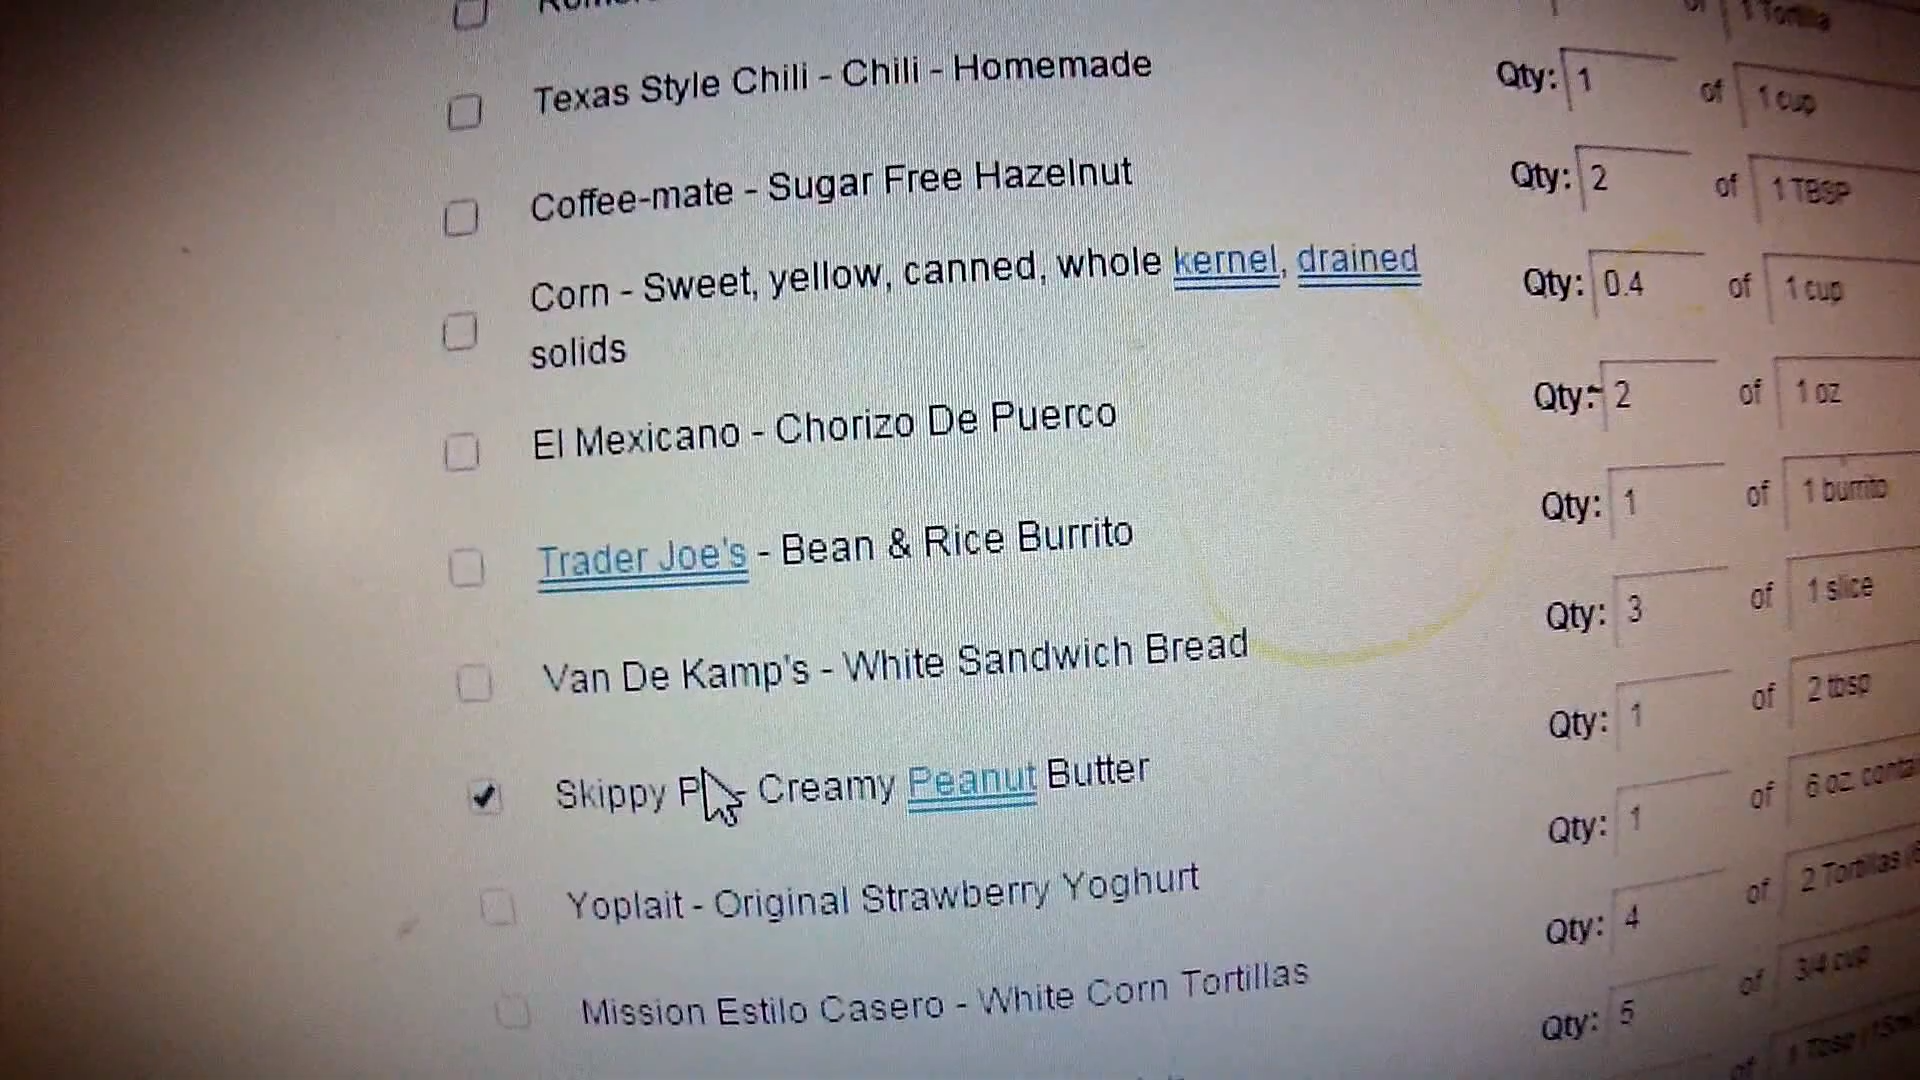 1 Tortilla
Texas Style Chili - Chili - Homemade
Qty: 1 of 1 cup
Coffee-mate - Sugar Free Hazelnut
Qty: 2 of 1 TBSP
Corn - Sweet, yellow, canned, whole kernel, drained
solids
Qty: 0.4 of 1 cup
El Mexicano - Chorizo De Puerco
Qty: 2 of 1 oz
Trader Joe's - Bean & Rice Burrito
Qty: 1 of 1 burrito
Van De Kamp's - White Sandwich Bread
Qty: 3 of 1 slice
Skippy P - Creamy Peanut Butter
Qty: 1 of 2 tbsp
Yoplait - Original Strawberry Yoghurt
Qty: 1 of 6 oz. conta
Mission Estilo Casero - White Corn Tortillas
Qty: 4 of 2 Tortillas
Qty: 5 of 3/4 cup
of 1 Tbsp